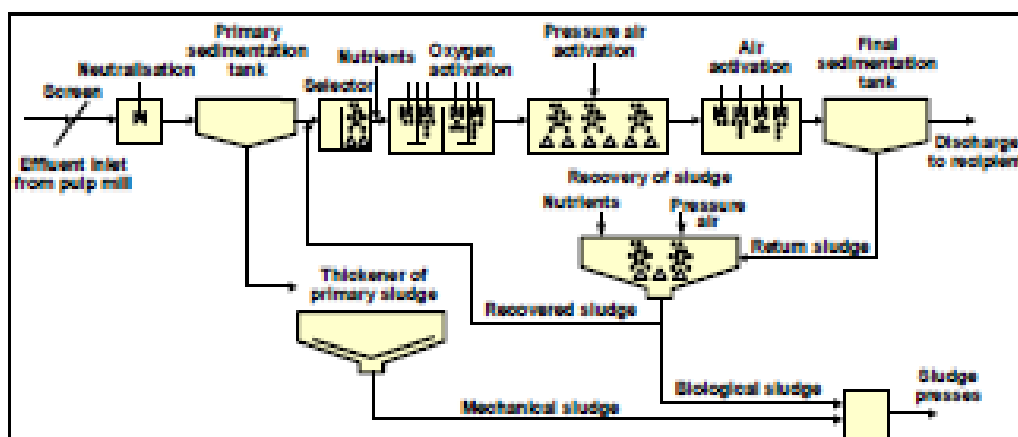 Primary
sedimentation
tank
Pressure air
activation
Nutrients
Oxygen
activation
Air
activation
Final
sedimentation
tank
Neutralisation
Screen
Selector
Effluent inlet
from pulp mill
Discharge
to recipien
Recovery of sludge
Nutrients
Pressure
air
Return sludge
Thickener of
primary sludge
Recovered sludge
Biological sludge
Mechanical sludge
Sludge
presses